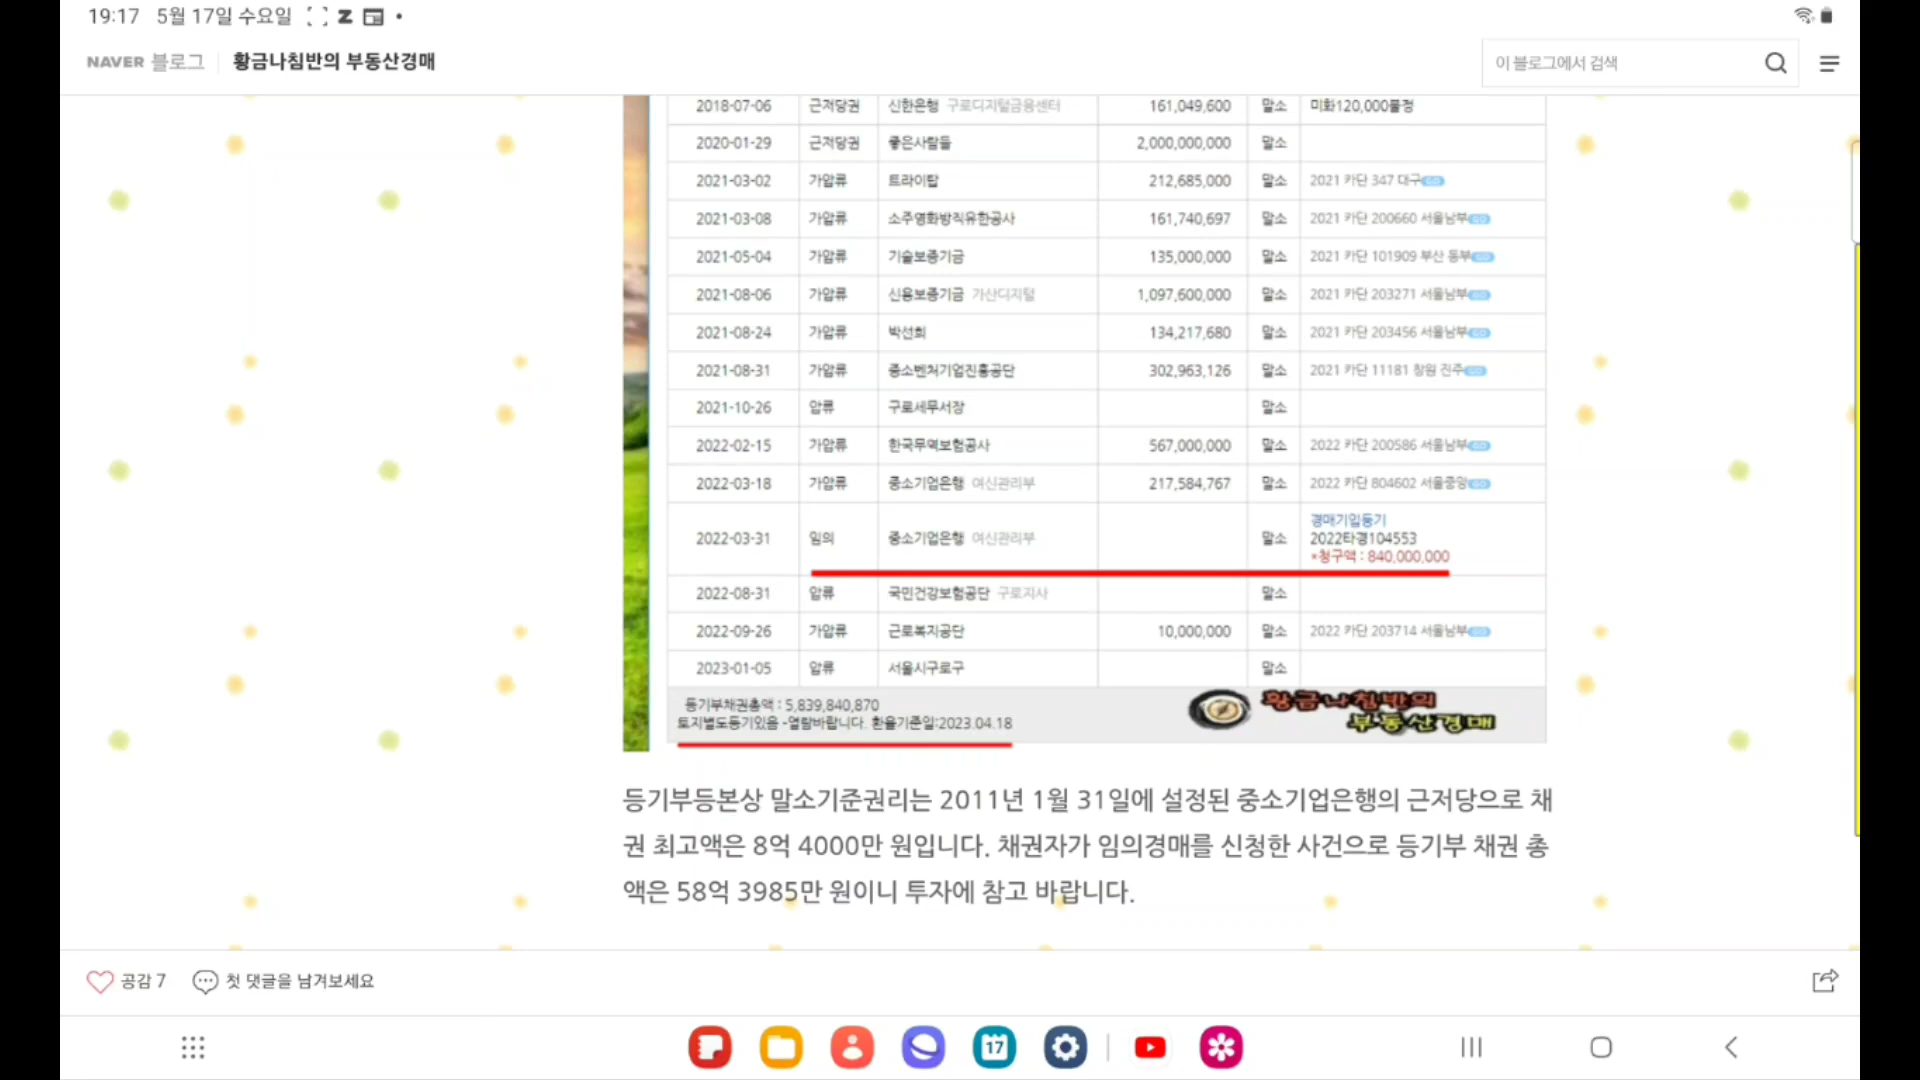 19:17 5월 17일 수요일
NAVER 블로그 황금나침반의 부동산경매
이 블로그에서 검색
2018-07-06 근저당권 신한은행 구로디지털금융센터 161,049,600 말소 미화120,000불정
2020-01-29 근저당권 좋은사람들 2,000,000,000 말소
2021-03-02 가압류 트라이탑 212,685,000 말소 2021 카단 347 대구 GO
2021-03-08 가압류 소주영화방직유한공사 161,740,697 말소 2021 카단 200660 서울남부 GO
2021-05-04 가압류 기술보증기금 135,000,000 말소 2021 카단 101909 부산 동부 GO
2021-08-06 가압류 신용보증기금 가산디지털 1,097,600,000 말소 2021 카단 203271 서울남부 GO
2021-08-24 가압류 박선희 134,217,680 말소 2021 카단 203456 서울남부 GO
2021-08-31 가압류 중소벤처기업진흥공단 302,963,126 말소 2021 카단 11181 창원 진주 GO
2021-10-26 압류 구로세무서장 말소
2022-02-15 가압류 한국무역보험공사 567,000,000 말소 2022 카단 200586 서울남부 GO
2022-03-18 가압류 중소기업은행 여신관리부 217,584,767 말소 2022 카단 804602 서울중앙 GO
2022-03-31 임의 중소기업은행 여신관리부 말소 경매기입등기
2022타경104553
*청구액 : 840,000,000
2022-08-31 압류 국민건강보험공단 구로지사 말소
2022-09-26 가압류 근로복지공단 10,000,000 말소 2022 카단 203714 서울남부 GO
2023-01-05 압류 서울시구로구 말소
등기부채권총액 : 5,839,840,870
토지별도등기있음 -열람바랍니다. 환율기준일:2023.04.18
황금나침반의
부동산경매
등기부등본상 말소기준권리는 2011년 1월 31일에 설정된 중소기업은행의 근저당으로 채
권 최고액은 8억 4000만 원입니다. 채권자가 임의경매를 신청한 사건으로 등기부 채권 총
액은 58억 3985만 원이니 투자에 참고 바랍니다.
공감 7 첫 댓글을 남겨보세요
17